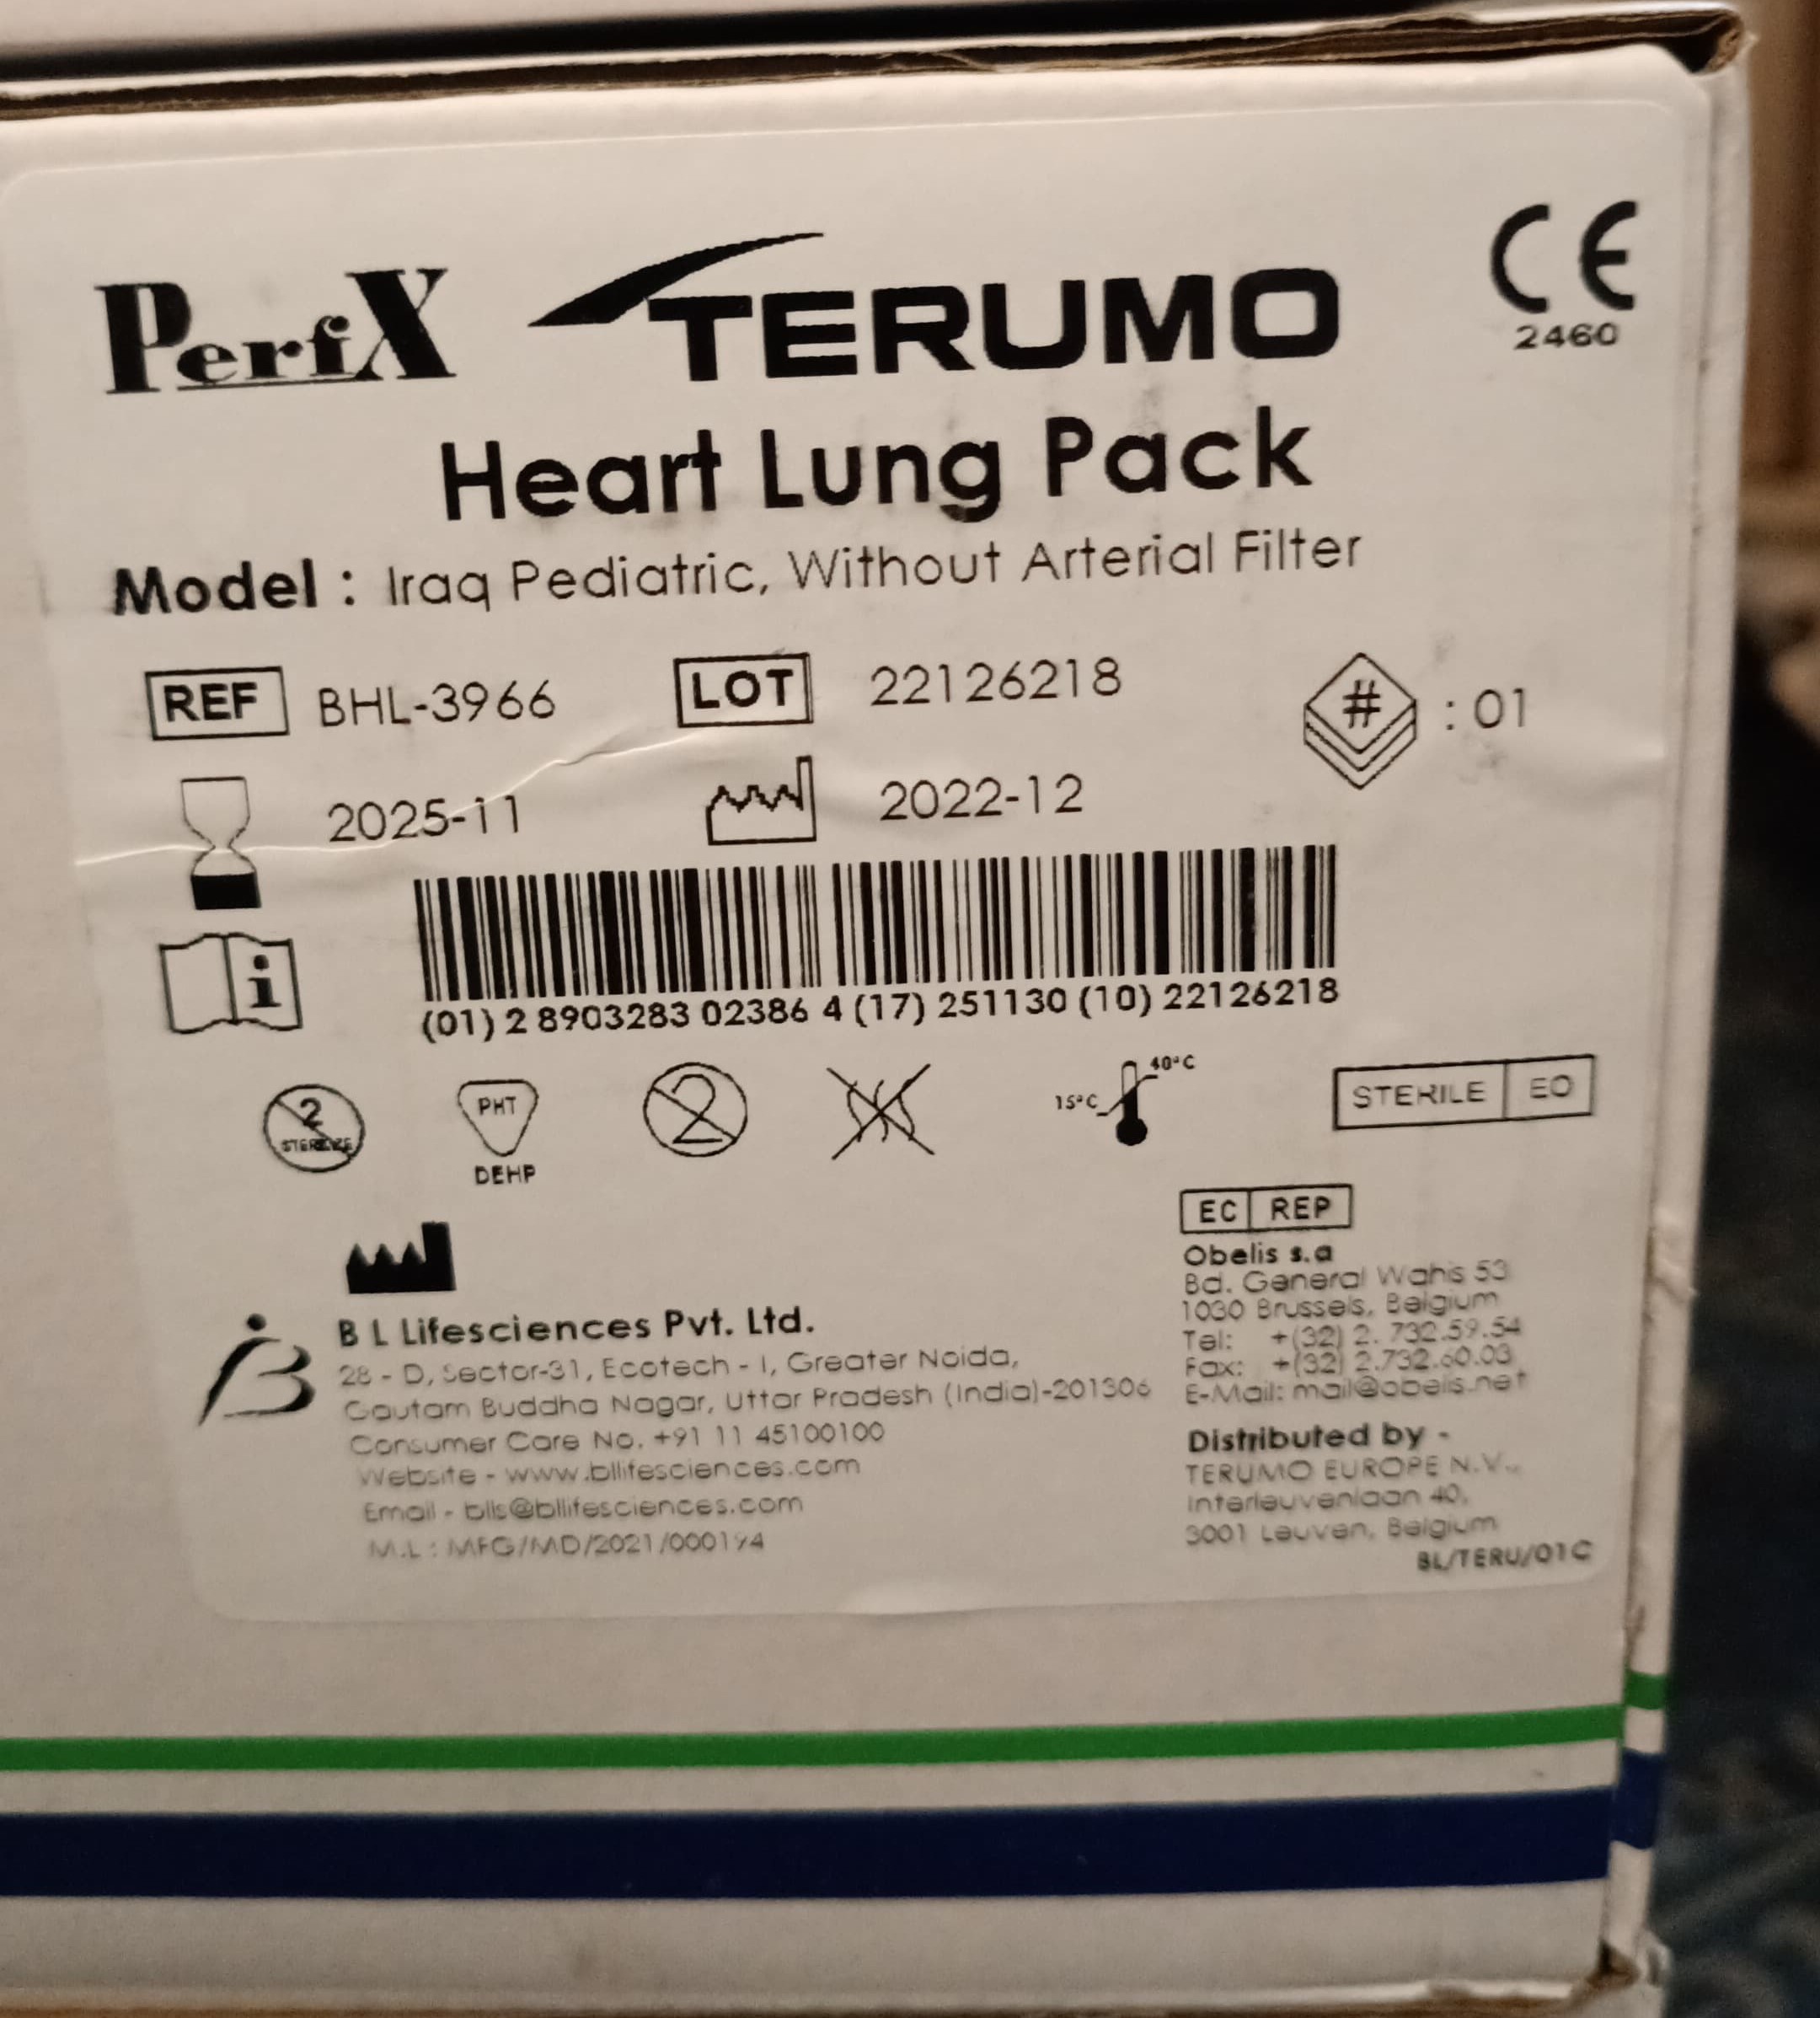 PerfX TERUMO CE
2460
Heart Lung Pack
Model : Iraq Pediatric, Without Arterial Filter
REF BHL-3966 LOT 22126218 # : 01
2025-11 2022-12
i
(01) 2 8903283 02386 4 (17) 251130 (10) 22126218
2 STERILIZE PHT 2 15°C 40°C STERILE EO
DEHP
EC REP
Obelis s.a
Bd. General Wahis 53
1030 Brussels, Belgium
Tel: +(32) 2. 732.59.54
Fax: +(32) 2.732.60.03
E-Mail: mail@obelis.net
B L Lifesciences Pvt. Ltd.
28 - D, Sector-31, Ecotech - I, Greater Noida,
Gautam Buddha Nagar, Uttar Pradesh (India)-201306
Consumer Care No. +91 11 45100100
Website - www.bllifesciences.com
Email - blls@bllifesciences.com
M.L : MFG/MD/2021/000194
Distributed by -
TERUMO EUROPE N.V.,
Interleuvenlaan 40,
3001 Leuven, Belgium
BL/TERU/01C